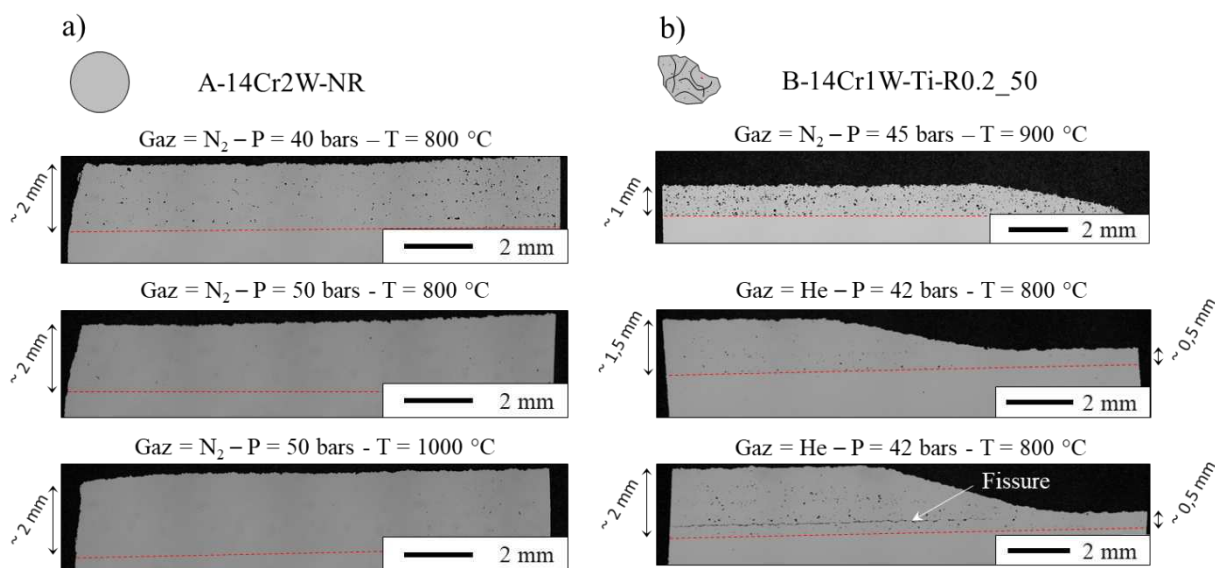 a)
A-14Cr2W-NR
Gaz = N₂ – P = 40 bars – T = 800 °C
~ 2 mm
2 mm
Gaz = N₂ – P = 50 bars - T = 800 °C
~ 2 mm
2 mm
Gaz = N₂ – P = 50 bars - T = 1000 °C
~ 2 mm
2 mm
b)
B-14Cr1W-Ti-R0.2_50
Gaz = N₂ – P = 45 bars – T = 900 °C
~ 1 mm
2 mm
Gaz = He – P = 42 bars - T = 800 °C
~ 1,5 mm
~ 0,5 mm
2 mm
Gaz = He – P = 42 bars - T = 800 °C
Fissure
~ 2 mm
~ 0,5 mm
2 mm